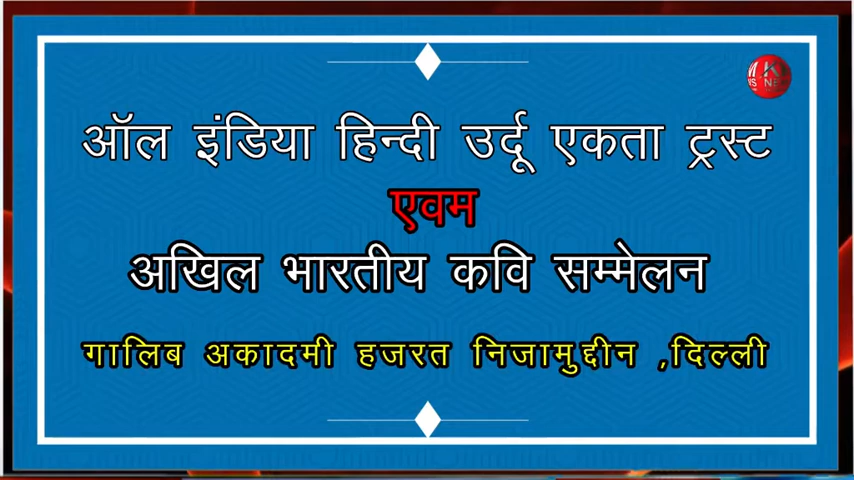 ऑल इंडिया हिन्दी उर्दू एकता ट्रस्ट
एवम
अखिल भारतीय कवि सम्मेलन
गालिब अकादमी हजरत निजामुद्दीन ,दिल्ली